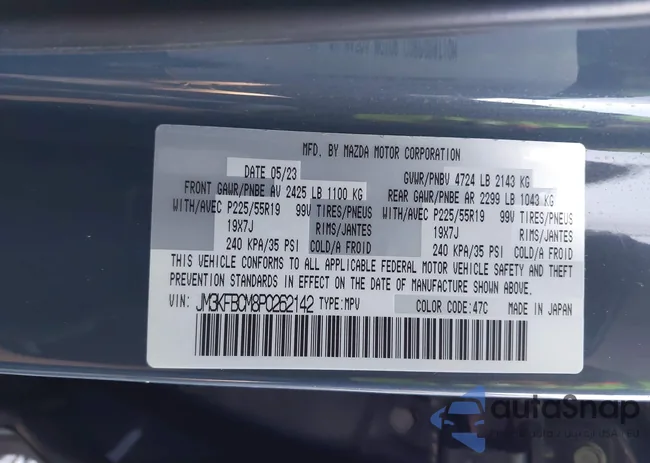 MFD. BY MAZDA MOTOR CORPORATION
DATE 05/23 GVWR/PNBV 4724 LB 2143 KG
FRONT GAWR/PNBE AV 2425 LB 1100 KG REAR GAWR/PNBE AR 2299 LB 1043 KG
WITH/AVEC P225/55R19 99V TIRES/PNEUS WITH/AVEC P225/55R19 99V TIRES/PNEUS
19X7J RIMS/JANTES 19X7J RIMS/JANTES
240 KPA/35 PSI COLD/A FROID 240 KPA/35 PSI COLD/A FROID
THIS VEHICLE CONFORMS TO ALL APPLICABLE FEDERAL MOTOR VEHICLE SAFETY AND THEFT
PREVENTION STANDARDS IN EFFECT ON THE DATE OF MANUFACTURE SHOWN ABOVE.
VIN: JM3KFBCM8P0252142 TYPE:MPV COLOR CODE:47C MADE IN JAPAN
autoSnap